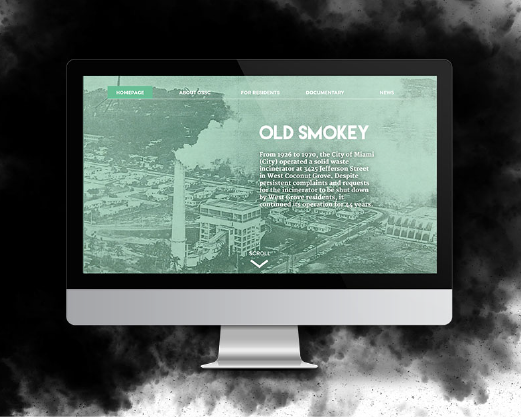 HOMEPAGE
ABOUT OSCC
FOR RESIDENTS
DOCUMENTARY
NEWS
OLD SMOKEY
From 1926 to 1970, the City of Miami
(City) operated a solid waste
incinerator at 3425 Jefferson Street
in West Coconut Grove. Despite
persistent complaints and requests
for the incinerator to be shut down
by West Grove residents, it
continued its operation for 45 years.
SCROLL